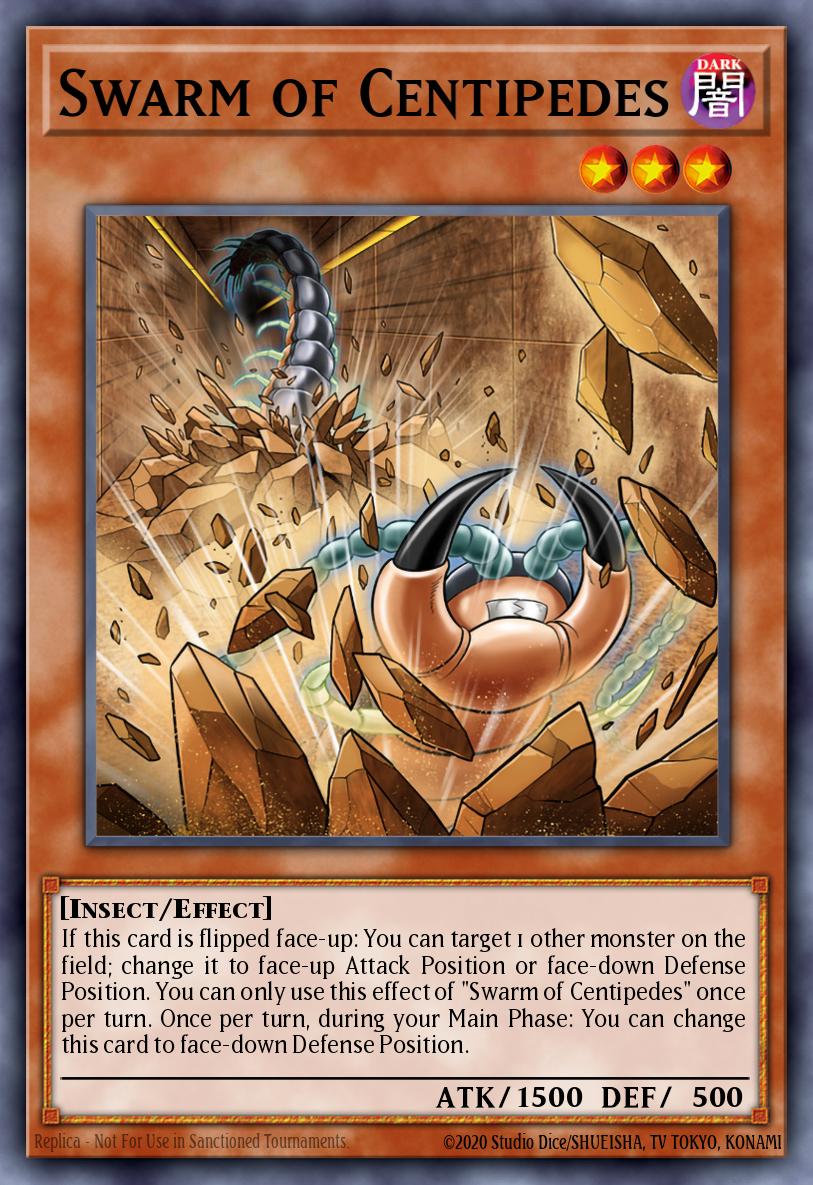 Swarm of Centipedes
DARK
闇
[Insect/Effect]
If this card is flipped face-up: You can target 1 other monster on the
field; change it to face-up Attack Position or face-down Defense
Position. You can only use this effect of "Swarm of Centipedes" once
per turn. Once per turn, during your Main Phase: You can change
this card to face-down Defense Position.
ATK/1500 DEF/ 500
Replica - Not For Use in Sanctioned Tournaments.
©2020 Studio Dice/SHUEISHA, TV TOKYO, KONAMI